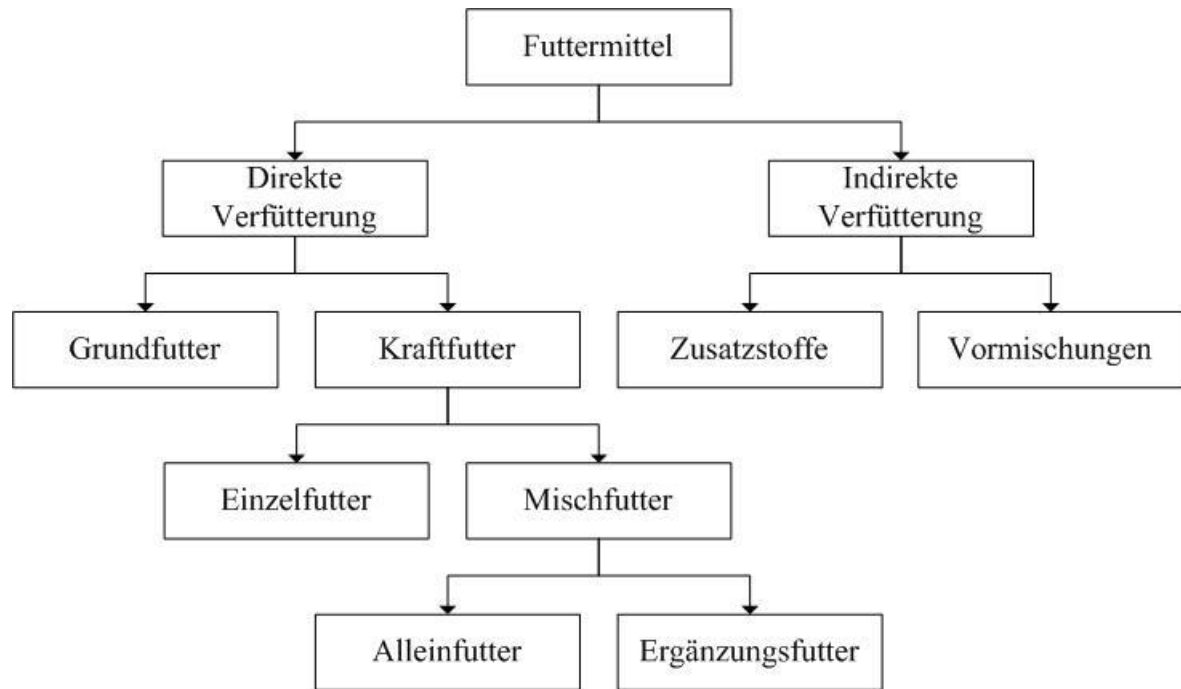 Futtermittel
Direkte
Verfütterung
Indirekte
Verfütterung
Grundfutter
Kraftfutter
Zusatzstoffe
Vormischungen
Einzelfutter
Mischfutter
Alleinfutter
Ergänzungsfutter